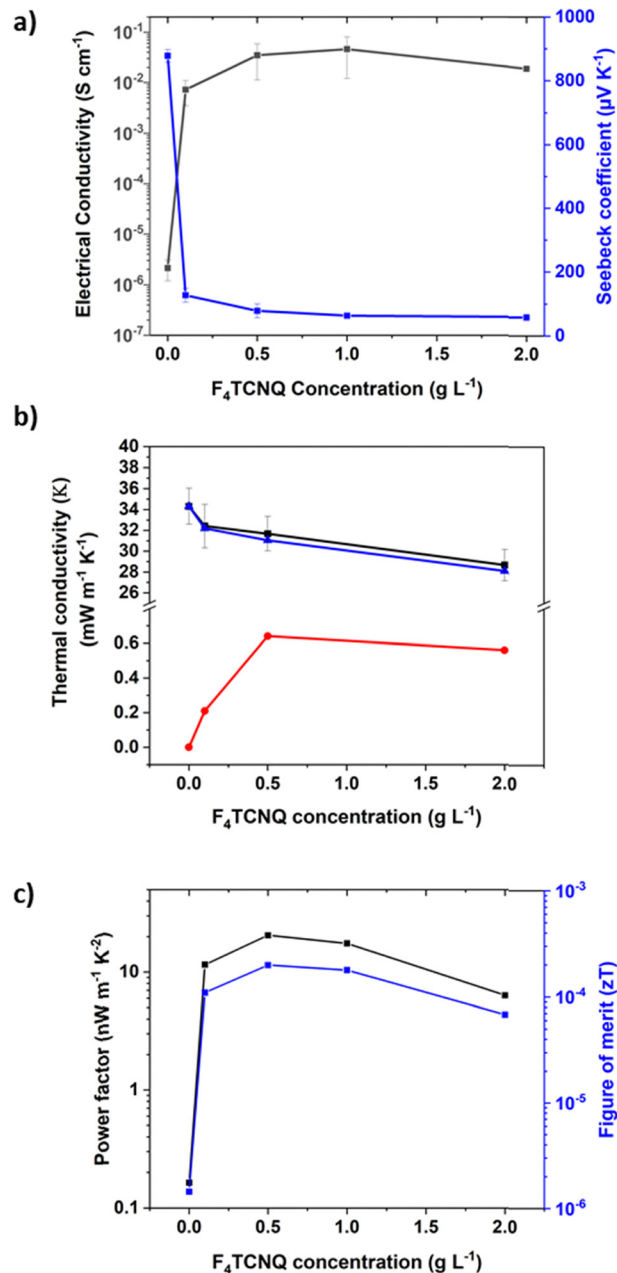 a)
Electrical Conductivity (S cm⁻¹)
10⁻¹
10⁻²
10⁻³
10⁻⁴
10⁻⁵
10⁻⁶
10⁻⁷
1000
800
600
400
200
0
Seebeck coefficient (μV K⁻¹)
0.0 0.5 1.0 1.5 2.0
F₄TCNQ Concentration (g L⁻¹)
b)
Thermal conductivity (K)
(mW m⁻¹ K⁻¹)
40
38
36
34
32
30
28
26
0.6
0.4
0.2
0.0
0.0 0.5 1.0 1.5 2.0
F₄TCNQ concentration (g L⁻¹)
c)
Power factor (nW m⁻¹ K⁻²)
10
1
0.1
10⁻³
10⁻⁴
10⁻⁵
10⁻⁶
Figure of merit (zT)
0.0 0.5 1.0 1.5 2.0
F₄TCNQ concentration (g L⁻¹)